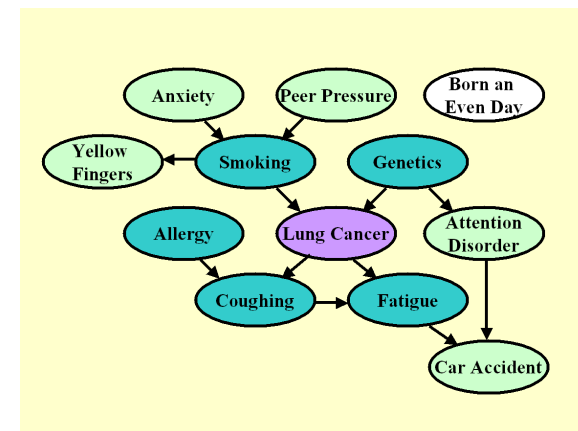 Anxiety
Peer Pressure
Born an
Even Day
Yellow
Fingers
Smoking
Genetics
Allergy
Lung Cancer
Attention
Disorder
Coughing
Fatigue
Car Accident